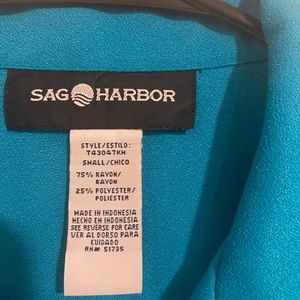 SAG HARBOR
STYLE/ESTILO:
T43047KH
SMALL/CHICO
75% RAYON/
RAYON
25% POLYESTER/
POLIESTER
MADE IN INDONESIA
HECHO EN INDONESIA
SEE REVERSE FOR CARE
VER AL DORSO PARA
CUIDADO
RN# 51735